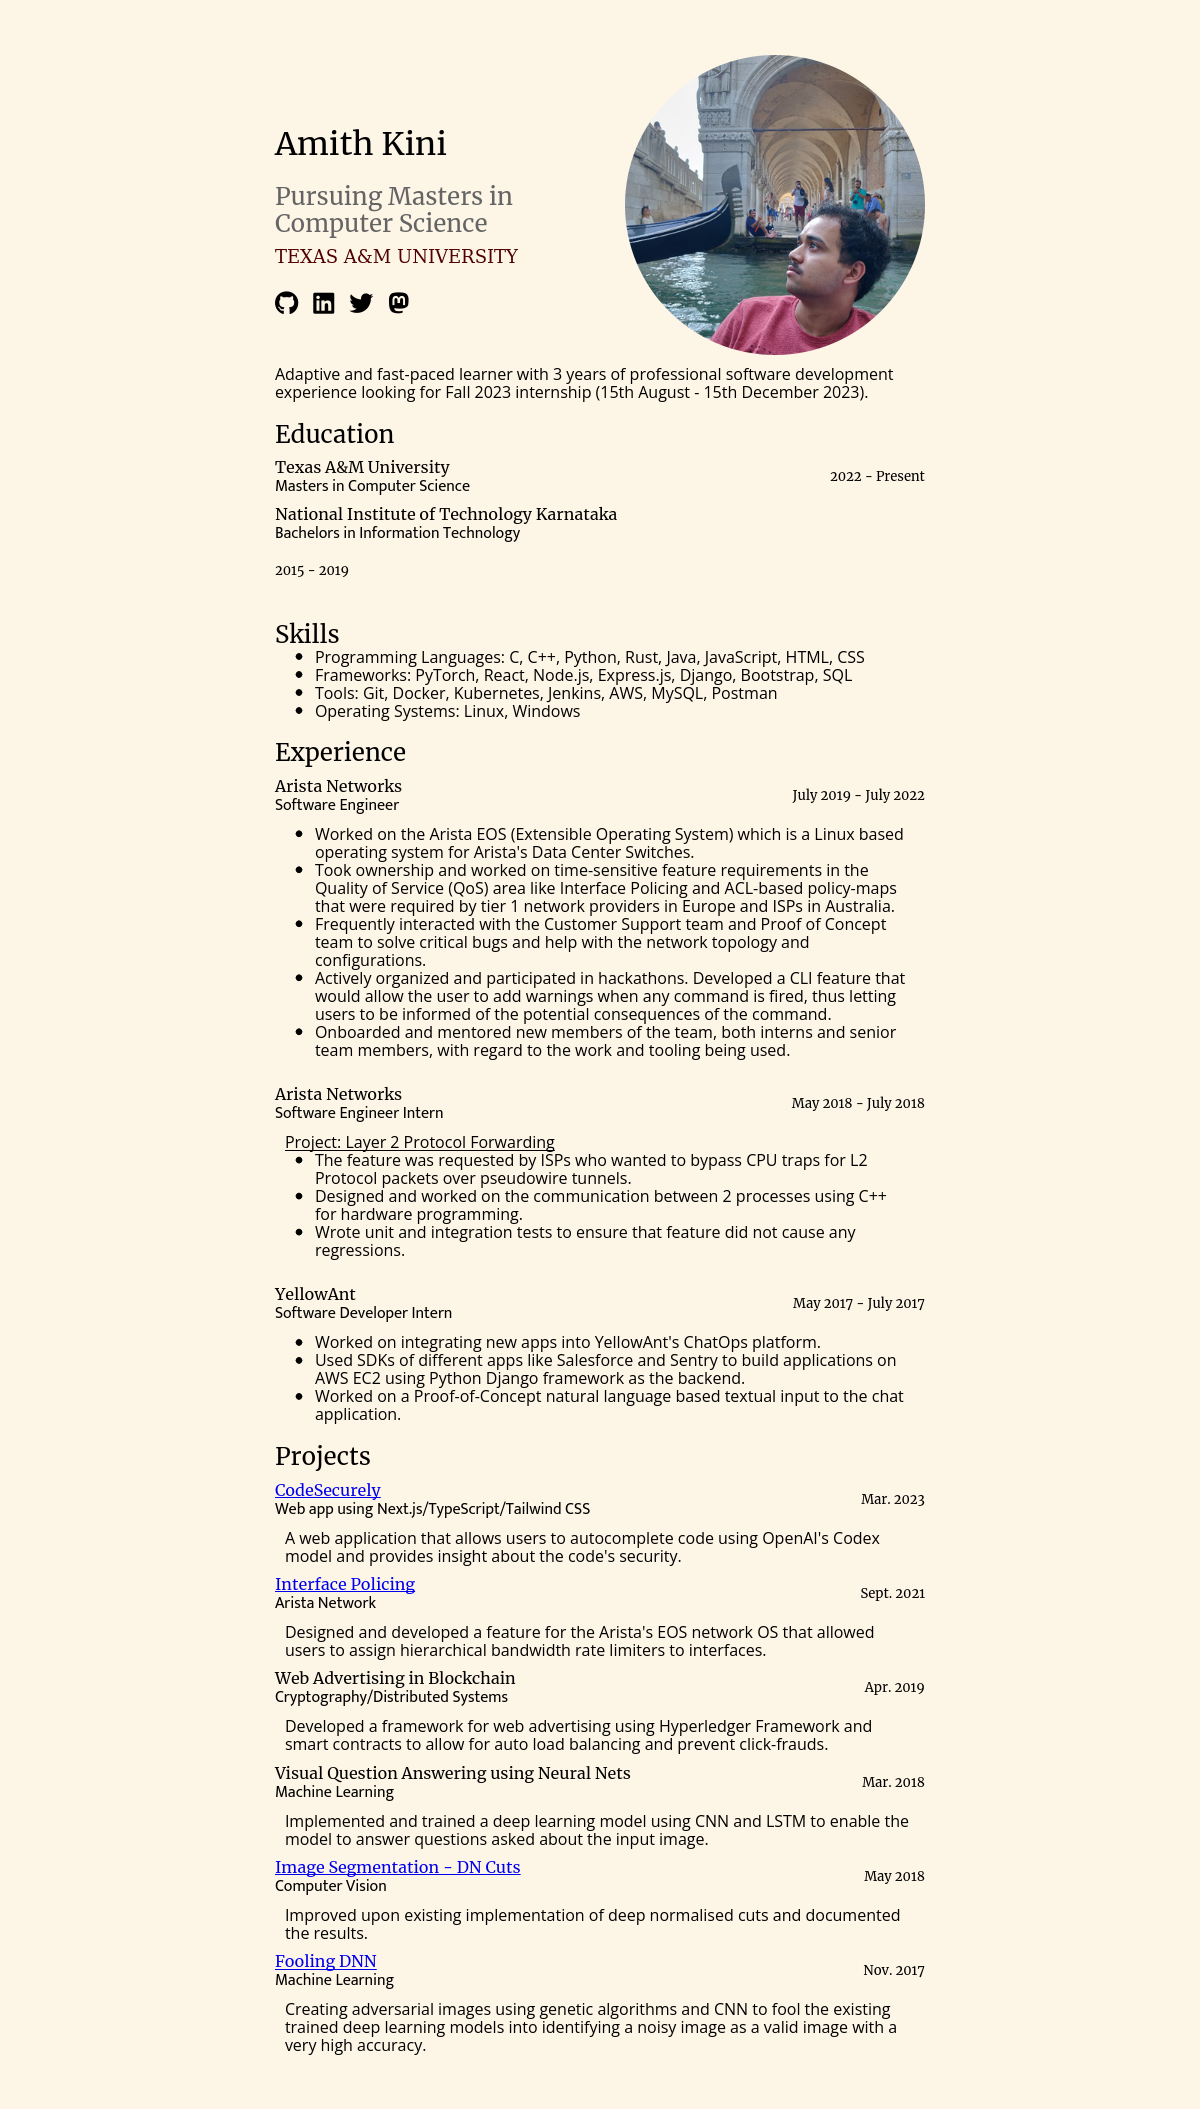 Amith Kini
Pursuing Masters in
Computer Science
TEXAS A&M UNIVERSITY
Adaptive and fast-paced learner with 3 years of professional software development
experience looking for Fall 2023 internship (15th August - 15th December 2023).
Education
Texas A&M University
Masters in Computer Science
2022 - Present
National Institute of Technology Karnataka
Bachelors in Information Technology
2015 - 2019
Skills
Programming Languages: C, C++, Python, Rust, Java, JavaScript, HTML, CSS
Frameworks: PyTorch, React, Node.js, Express.js, Django, Bootstrap, SQL
Tools: Git, Docker, Kubernetes, Jenkins, AWS, MySQL, Postman
Operating Systems: Linux, Windows
Experience
Arista Networks
Software Engineer
July 2019 - July 2022
Worked on the Arista EOS (Extensible Operating System) which is a Linux based
operating system for Arista's Data Center Switches.
Took ownership and worked on time-sensitive feature requirements in the
Quality of Service (QoS) area like Interface Policing and ACL-based policy-maps
that were required by tier 1 network providers in Europe and ISPs in Australia.
Frequently interacted with the Customer Support team and Proof of Concept
team to solve critical bugs and help with the network topology and
configurations.
Actively organized and participated in hackathons. Developed a CLI feature that
would allow the user to add warnings when any command is fired, thus letting
users to be informed of the potential consequences of the command.
Onboarded and mentored new members of the team, both interns and senior
team members, with regard to the work and tooling being used.
Arista Networks
Software Engineer Intern
May 2018 - July 2018
Project: Layer 2 Protocol Forwarding
The feature was requested by ISPs who wanted to bypass CPU traps for L2
Protocol packets over pseudowire tunnels.
Designed and worked on the communication between 2 processes using C++
for hardware programming.
Wrote unit and integration tests to ensure that feature did not cause any
regressions.
YellowAnt
Software Developer Intern
May 2017 - July 2017
Worked on integrating new apps into YellowAnt's ChatOps platform.
Used SDKs of different apps like Salesforce and Sentry to build applications on
AWS EC2 using Python Django framework as the backend.
Worked on a Proof-of-Concept natural language based textual input to the chat
application.
Projects
CodeSecurely
Web app using Next.js/TypeScript/Tailwind CSS
Mar. 2023
A web application that allows users to autocomplete code using OpenAI's Codex
model and provides insight about the code's security.
Interface Policing
Arista Network
Sept. 2021
Designed and developed a feature for the Arista's EOS network OS that allowed
users to assign hierarchical bandwidth rate limiters to interfaces.
Web Advertising in Blockchain
Cryptography/Distributed Systems
Apr. 2019
Developed a framework for web advertising using Hyperledger Framework and
smart contracts to allow for auto load balancing and prevent click-frauds.
Visual Question Answering using Neural Nets
Machine Learning
Mar. 2018
Implemented and trained a deep learning model using CNN and LSTM to enable the
model to answer questions asked about the input image.
Image Segmentation - DN Cuts
Computer Vision
May 2018
Improved upon existing implementation of deep normalised cuts and documented
the results.
Fooling DNN
Machine Learning
Nov. 2017
Creating adversarial images using genetic algorithms and CNN to fool the existing
trained deep learning models into identifying a noisy image as a valid image with a
very high accuracy.